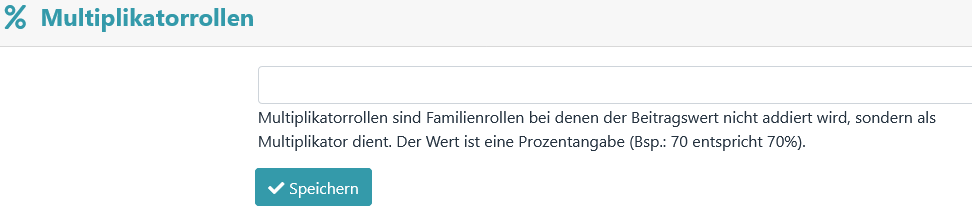 % Multiplikatorrollen
Multiplikatorrollen sind Familienrollen bei denen der Beitragswert nicht addiert wird, sondern als
Multiplikator dient. Der Wert ist eine Prozentangabe (Bsp.: 70 entspricht 70%).
Speichern